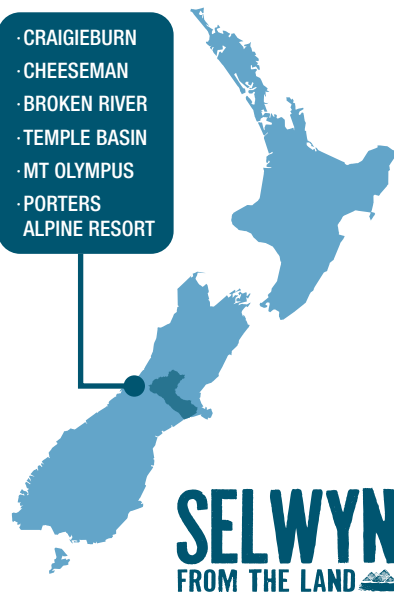 · CRAIGIEBURN
· CHEESEMAN
· BROKEN RIVER
· TEMPLE BASIN
· MT OLYMPUS
· PORTERS
ALPINE RESORT
SELWYN
FROM THE LAND